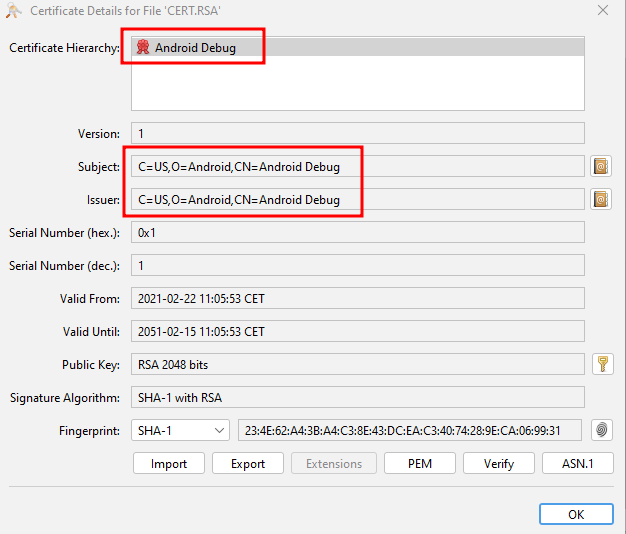 Certificate Details for File 'CERT.RSA'
Certificate Hierarchy: Android Debug
Version: 1
Subject: C=US,O=Android,CN=Android Debug
Issuer: C=US,O=Android,CN=Android Debug
Serial Number (hex.): 0x1
Serial Number (dec.): 1
Valid From: 2021-02-22 11:05:53 CET
Valid Until: 2051-02-15 11:05:53 CET
Public Key: RSA 2048 bits
Signature Algorithm: SHA-1 with RSA
Fingerprint: SHA-1 23:4E:62:A4:3B:A4:C3:8E:43:DC:EA:C3:40:74:28:9E:CA:06:99:31
Import Export Extensions PEM Verify ASN.1
OK